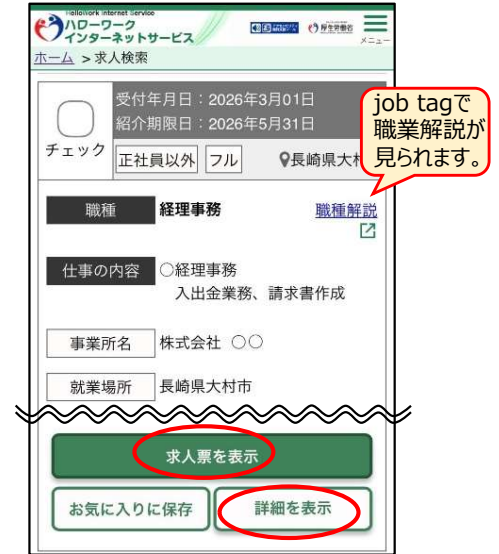 HelloWork Internet Service
ハローワーク
インターネットサービス
厚生労働省
メニュー
ホーム > 求人検索
受付年月日：2026年3月01日
紹介期限日：2026年5月31日
チェック
正社員以外 フル 長崎県大村
job tagで
職業解説が
見られます。
職種 経理事務 職種解説
仕事の内容 ○経理事務
入出金業務、請求書作成
事業所名 株式会社 ○○
就業場所 長崎県大村市
求人票を表示
お気に入りに保存 詳細を表示